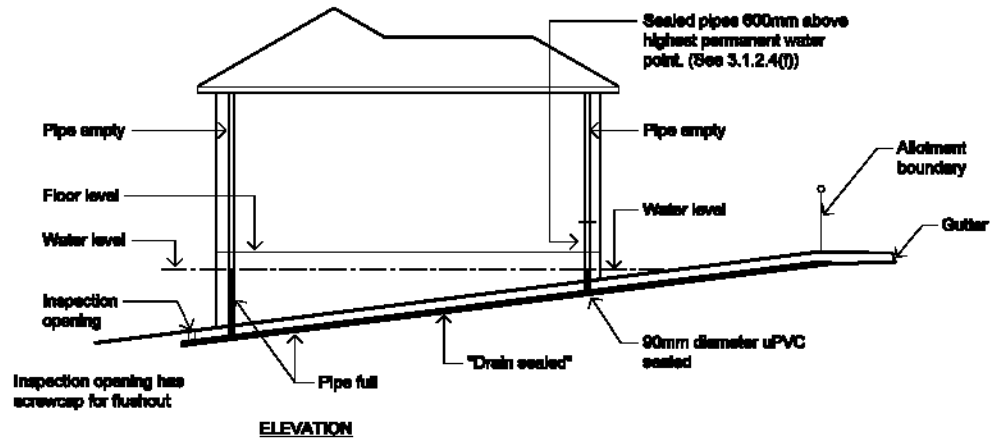 Sealed pipes 600mm above
highest permanent water
point. (See 3.1.2.4(f))
Pipe empty
Pipe empty
Allotment
boundary
Floor level
Water level
Gutter
Water level
Inspection
opening
90mm diameter uPVC
sealed
"Drain sealed"
Pipe full
Inspection opening has
screwcap for flushout
ELEVATION